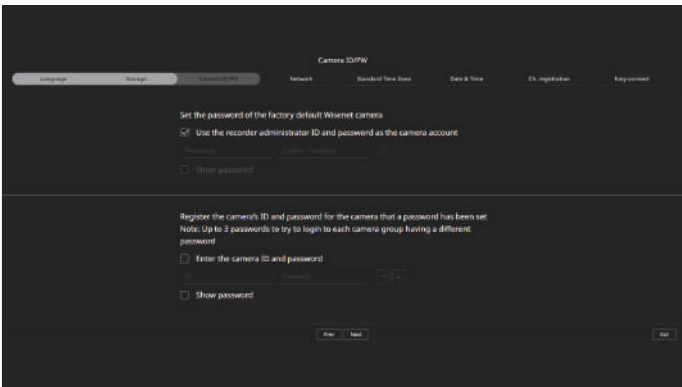 Camera ID/PW
Language Storage Camera ID/PW Network Standard Time Zone Date & Time Ch. registration Easy connect
Set the password of the factory default Wisenet camera
Use the recorder administrator ID and password as the camera account
Password Confirm Password
Show password
Register the camera's ID and password for the camera that a password has been set
Note: Up to 3 passwords to try to login to each camera group having a different
password
Enter the camera ID and password
Password
Show password
Prev Next Exit